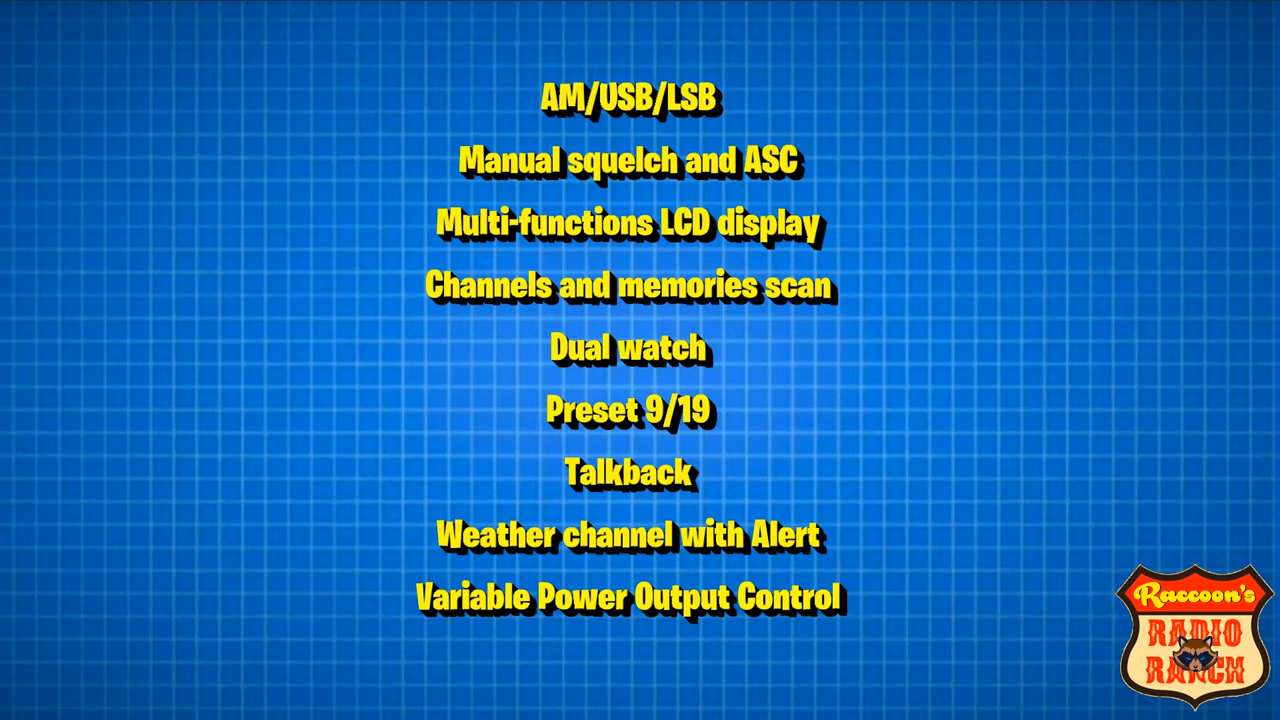 AM/USB/LSB
Manual squelch and ASC
Multi-functions LCD display
Channels and memories scan
Dual watch
Preset 9/19
Talkback
Weather channel with Alert
Variable Power Output Control
Raccoon's
RADIO
RANCH